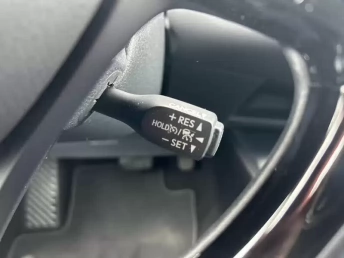 + RES ▲
HOLD(O)/ ◄
− SET ▼